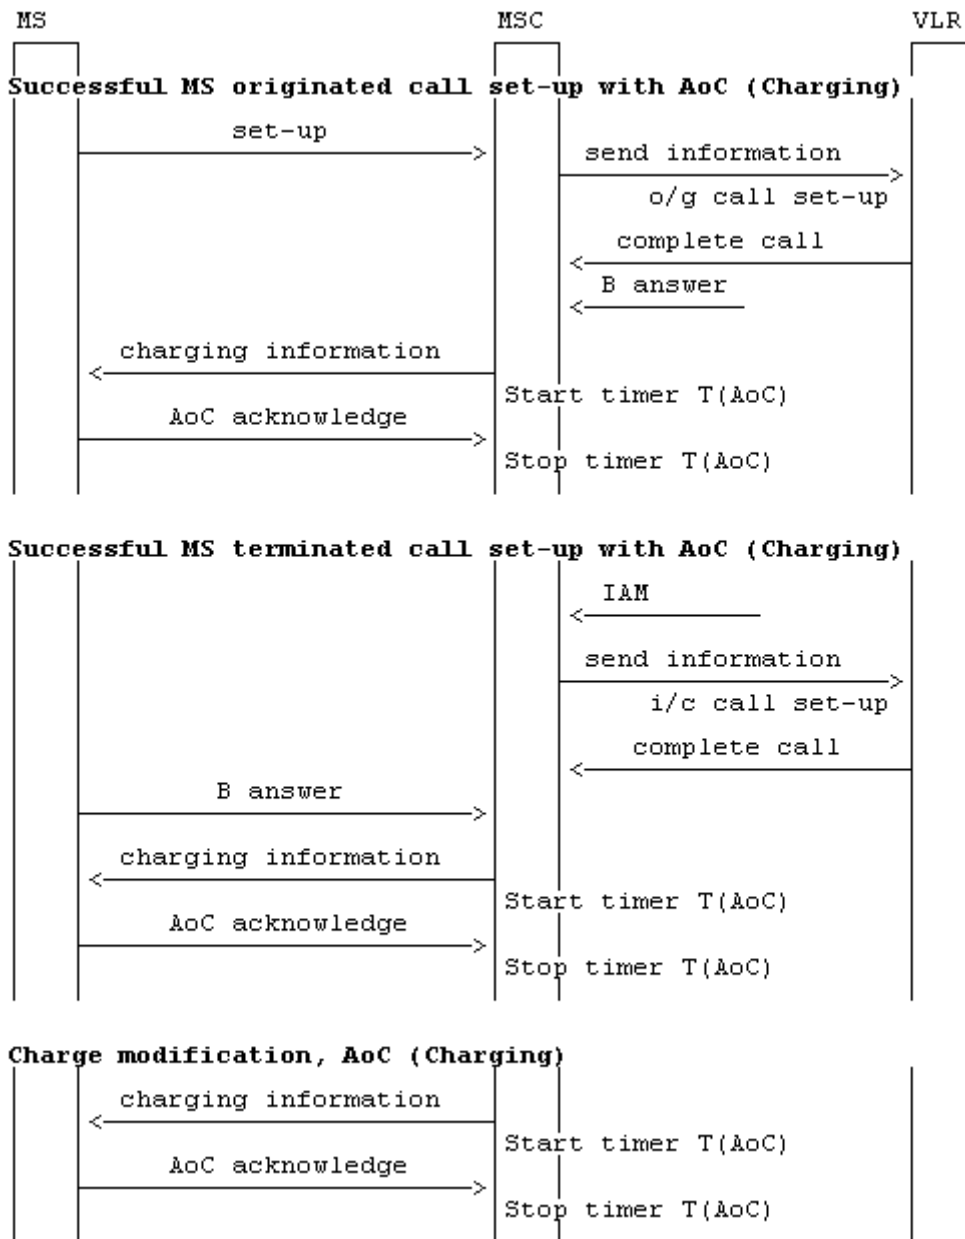 MS MSC VLR
Successful MS originated call set-up with AoC (Charging)
set-up
send information
o/g call set-up
complete call
B answer
charging information
Start timer T(AoC)
AoC acknowledge
Stop timer T(AoC)
Successful MS terminated call set-up with AoC (Charging)
IAM
send information
i/c call set-up
complete call
B answer
charging information
Start timer T(AoC)
AoC acknowledge
Stop timer T(AoC)
Charge modification, AoC (Charging)
charging information
Start timer T(AoC)
AoC acknowledge
Stop timer T(AoC)